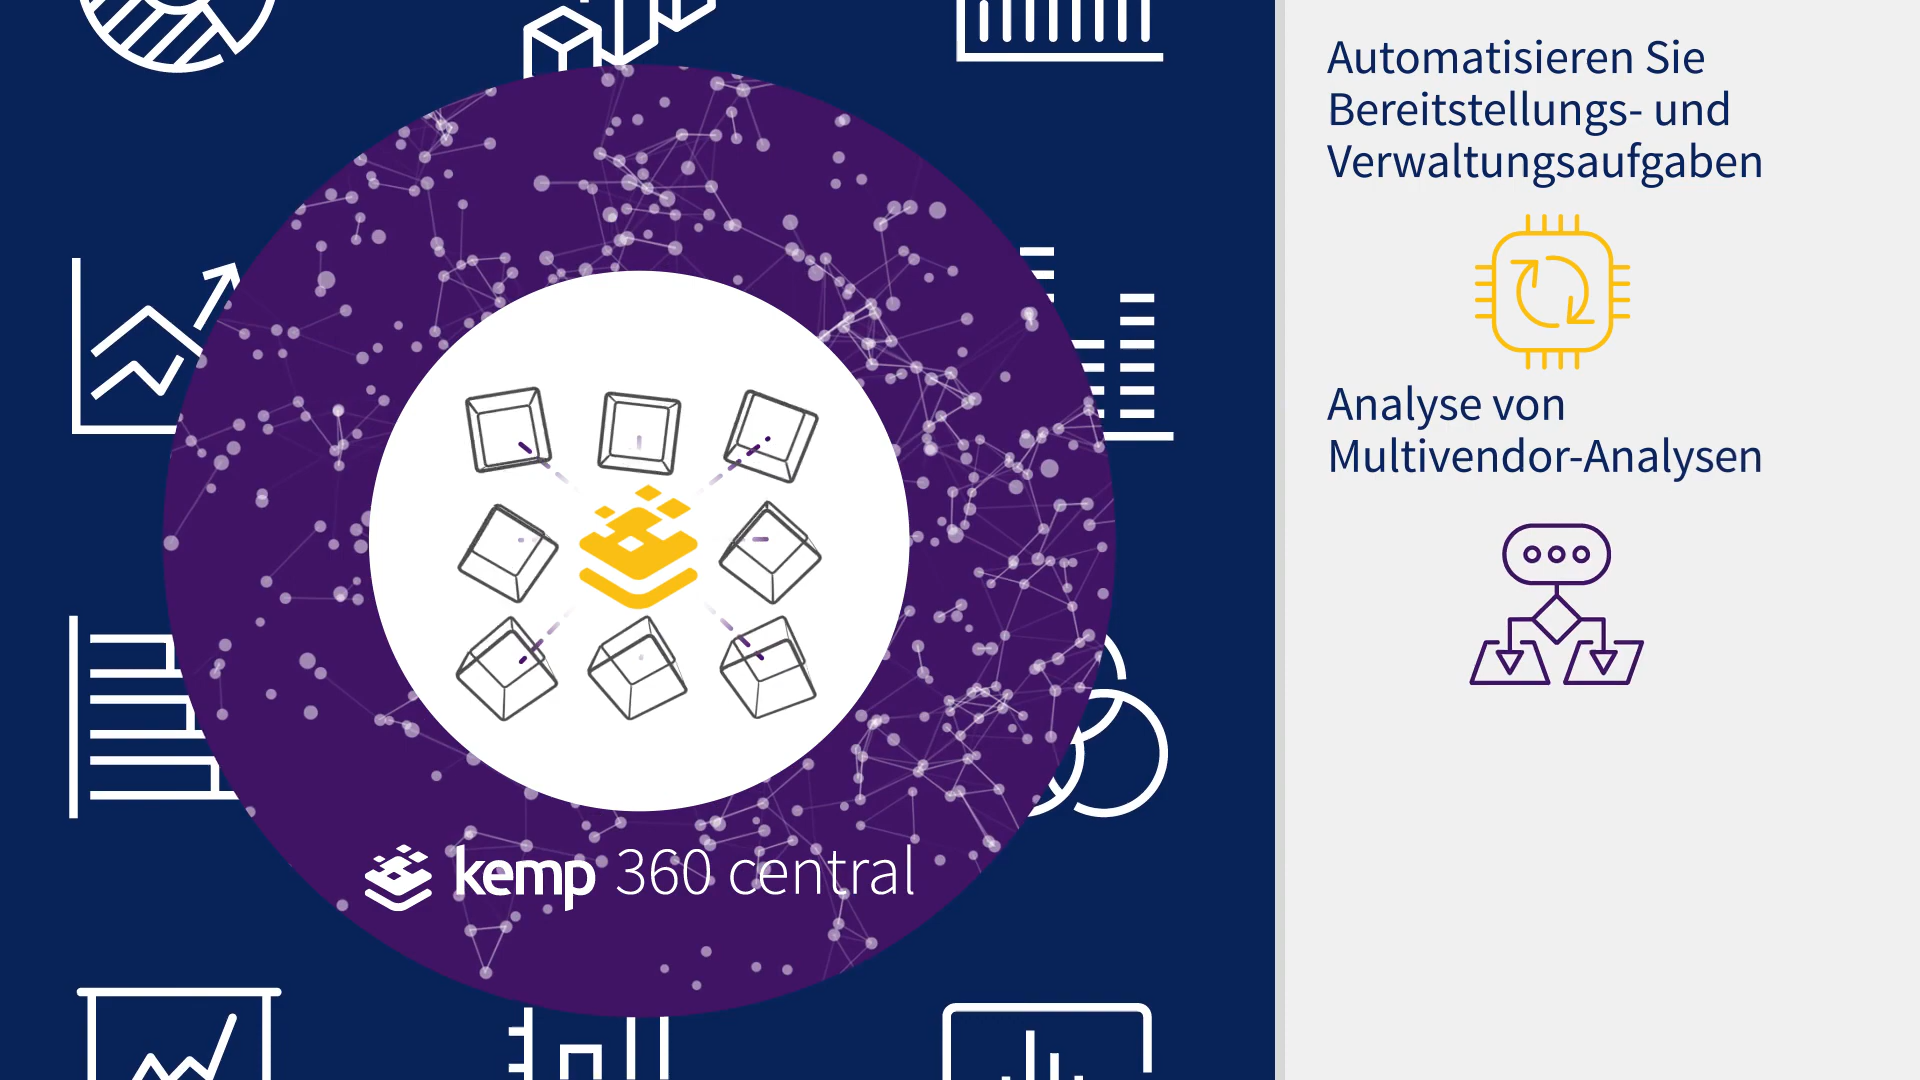 Automatisieren Sie
Bereitstellungs- und
Verwaltungsaufgaben
Analyse von
Multivendor-Analysen
kemp 360 central